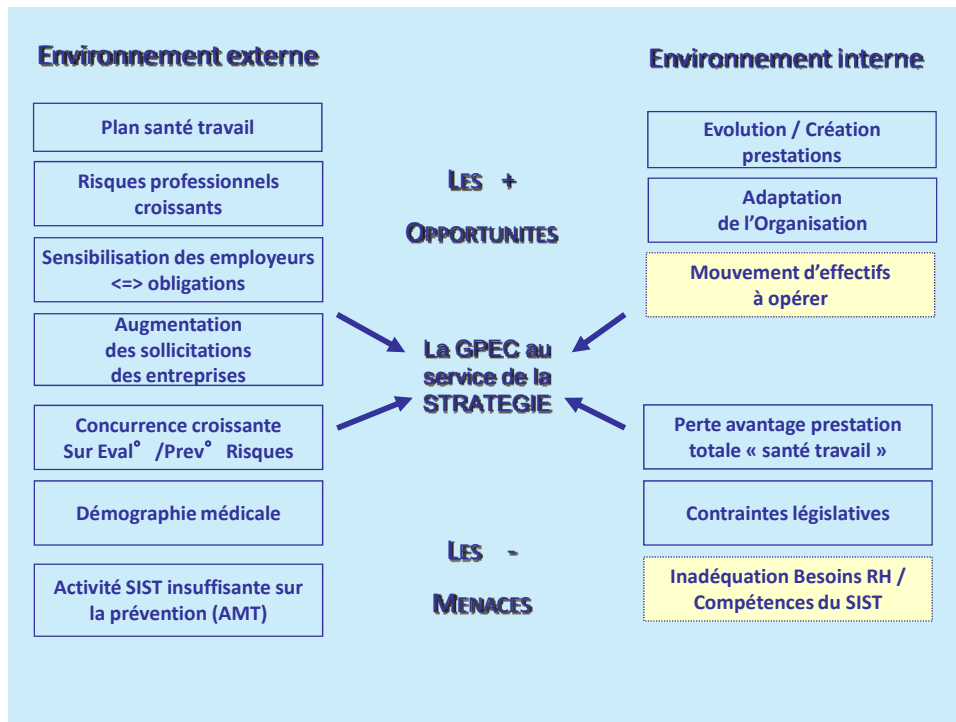 Environnement externe
Plan santé travail
Risques professionnels
croissants
Sensibilisation des employeurs
<=> obligations
Augmentation
des sollicitations
des entreprises
Concurrence croissante
Sur Eval° /Prev° Risques
Démographie médicale
Activité SIST insuffisante sur
la prévention (AMT)
LES +
OPPORTUNITES
La GPEC au
service de la
STRATEGIE
LES -
MENACES
Environnement interne
Evolution / Création
prestations
Adaptation
de l’Organisation
Mouvement d’effectifs
à opérer
Perte avantage prestation
totale « santé travail »
Contraintes législatives
Inadéquation Besoins RH /
Compétences du SIST